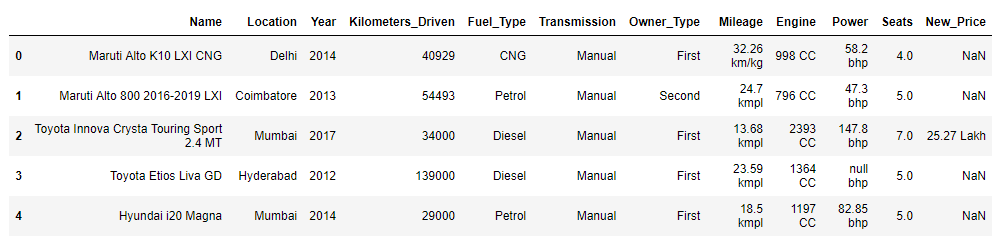 Name Location Year Kilometers_Driven Fuel_Type Transmission Owner_Type Mileage Engine Power Seats New_Price
0 Maruti Alto K10 LXI CNG Delhi 2014 40929 CNG Manual First 32.26 km/kg 998 CC 58.2 bhp 4.0 NaN
1 Maruti Alto 800 2016-2019 LXI Coimbatore 2013 54493 Petrol Manual Second 24.7 kmpl 796 CC 47.3 bhp 5.0 NaN
2 Toyota Innova Crysta Touring Sport 2.4 MT Mumbai 2017 34000 Diesel Manual First 13.68 kmpl 2393 CC 147.8 bhp 7.0 25.27 Lakh
3 Toyota Etios Liva GD Hyderabad 2012 139000 Diesel Manual First 23.59 kmpl 1364 CC null bhp 5.0 NaN
4 Hyundai i20 Magna Mumbai 2014 29000 Petrol Manual First 18.5 kmpl 1197 CC 82.85 bhp 5.0 NaN